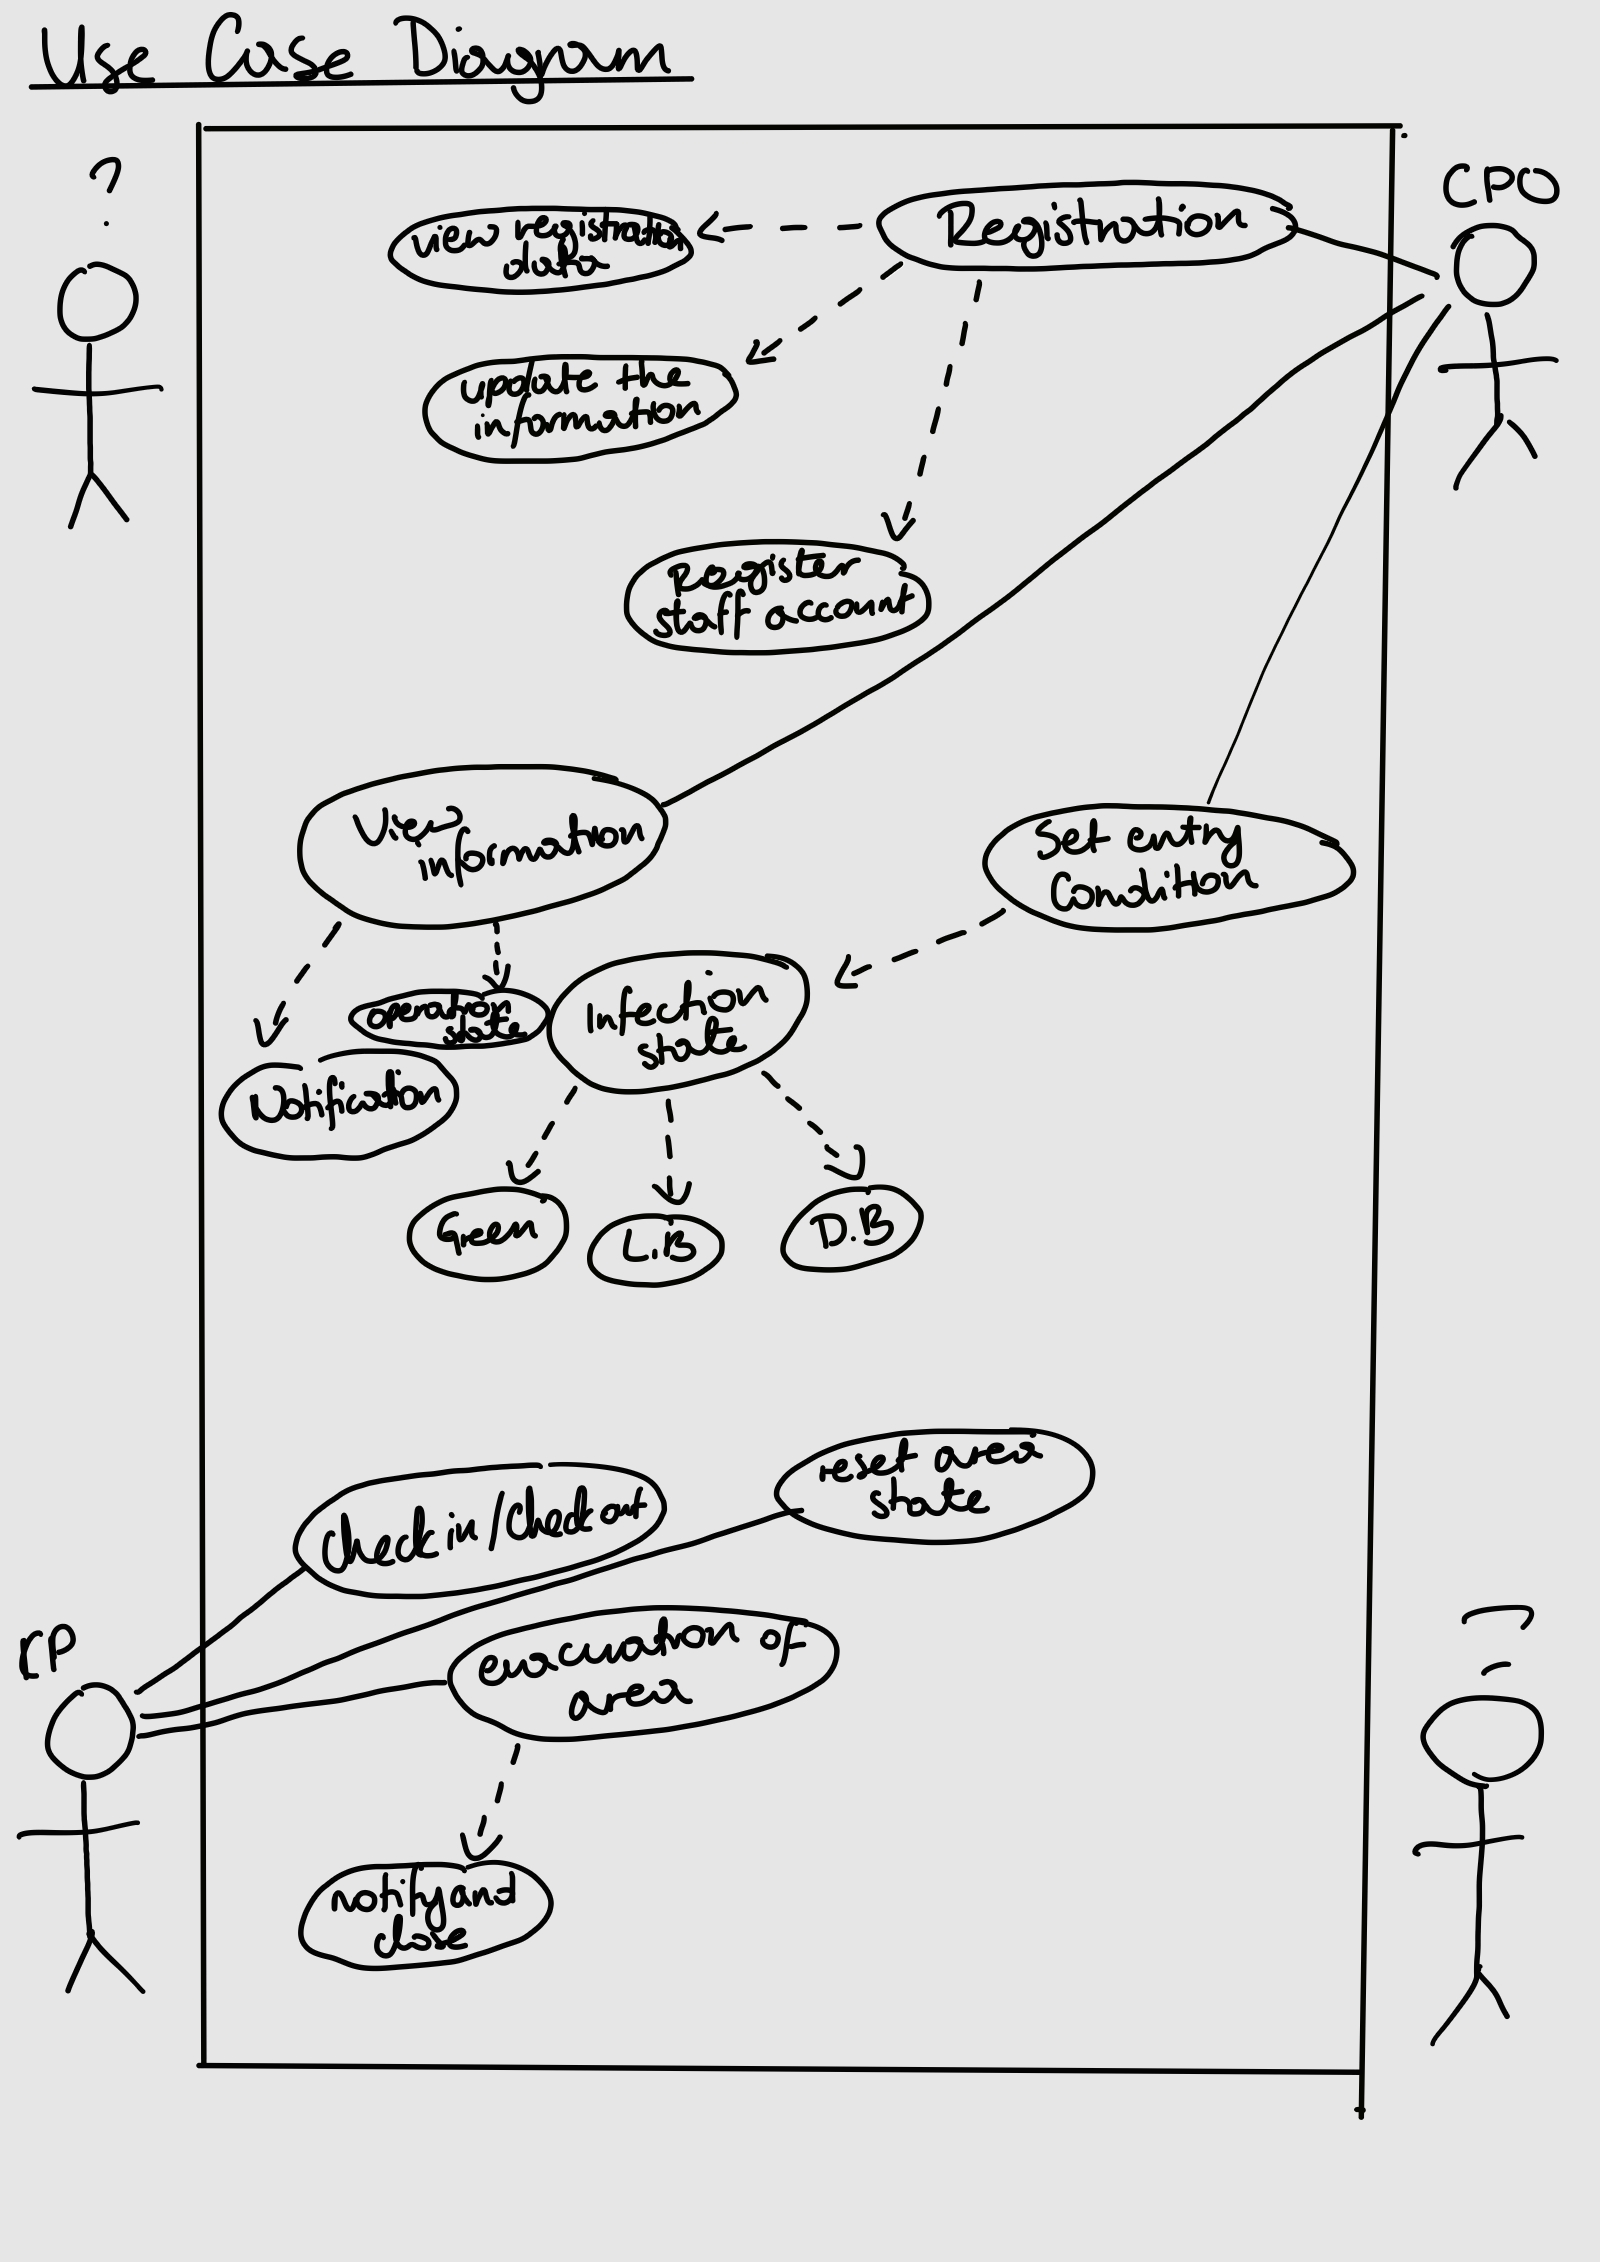 Use Case Diagram
?
CPO
Registration
view registration
data
update the
information
Register
staff account
View
information
Set entry
Condition
operation
state
Infection
state
Notification
Green
L.B
D.B
reset area
state
Check in/Check out
evacuation of
area
rP
?
notify and
close